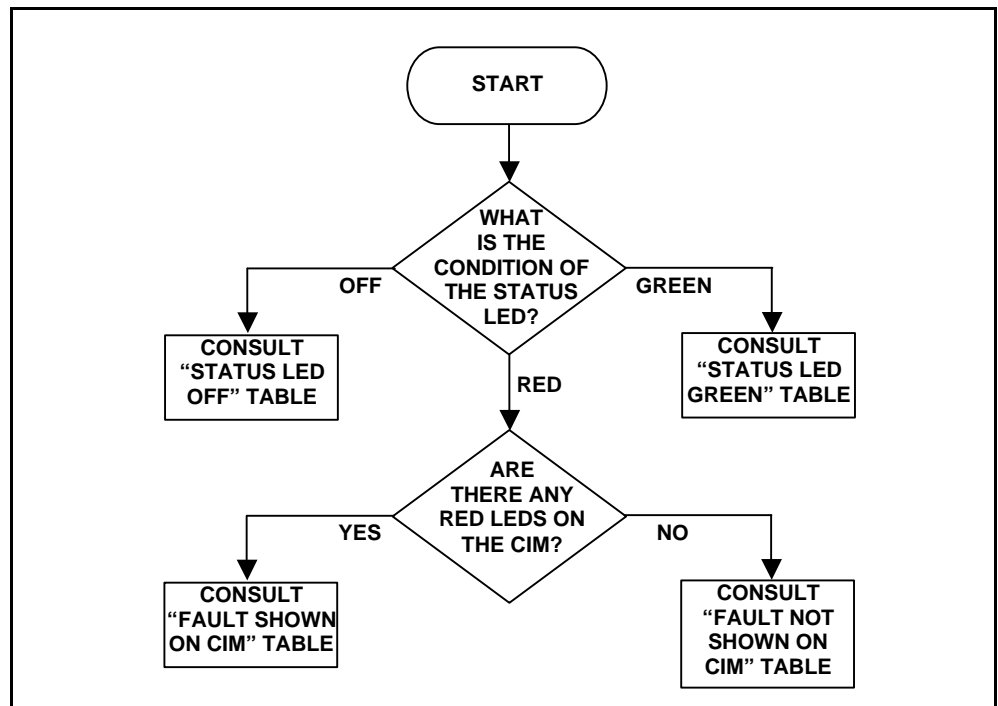 START
WHAT
IS THE
CONDITION OF
THE STATUS
LED?
OFF
GREEN
CONSULT
“STATUS LED
OFF” TABLE
CONSULT
“STATUS LED
GREEN” TABLE
RED
ARE
THERE ANY
RED LEDS ON
THE CIM?
YES
NO
CONSULT
“FAULT SHOWN
ON CIM” TABLE
CONSULT
“FAULT NOT
SHOWN ON
CIM” TABLE